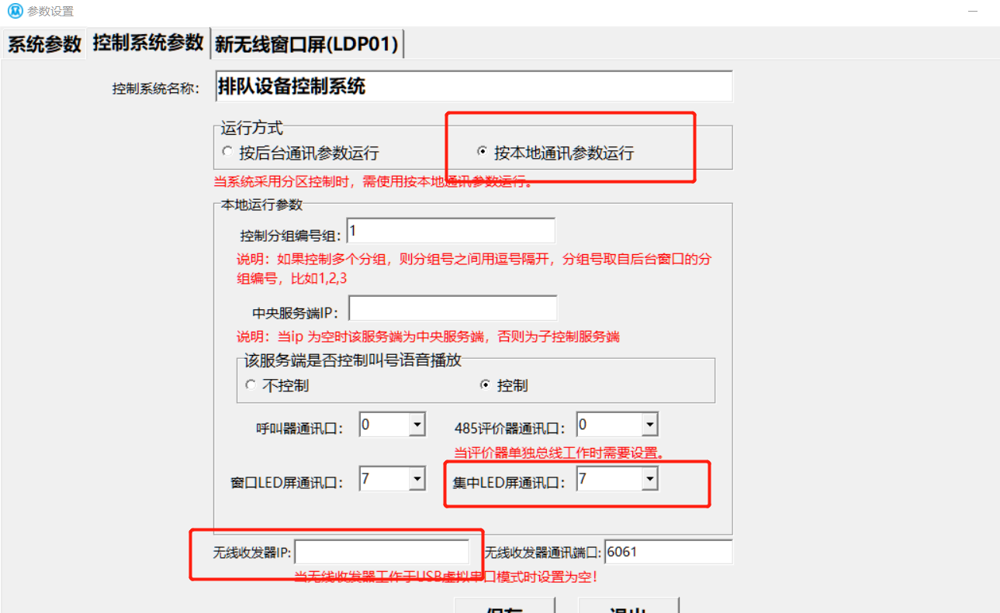 参数设置
系统参数 控制系统参数 新无线窗口屏(LDP01)
控制系统名称: 排队设备控制系统
运行方式
按后台通讯参数运行 按本地通讯参数运行
当系统采用分区控制时，需使用按本地通讯参数运行。
本地运行参数
控制分组编号组: 1
说明：如果控制多个分组，则分组号之间用逗号隔开，分组号取自后台窗口的分
组编号，比如1,2,3
中央服务端IP:
说明：当ip 为空时该服务端为中央服务端，否则为子控制服务端
该服务端是否控制叫号语音播放
不控制 控制
呼叫器通讯口: 0 485评价器通讯口: 0
当评价器单独总线工作时需要设置。
窗口LED屏通讯口: 7 集中LED屏通讯口: 7
无线收发器IP: 无线收发器通讯端口: 6061
当无线收发器工作于USB虚拟串口模式时设置为空！
保存 退出